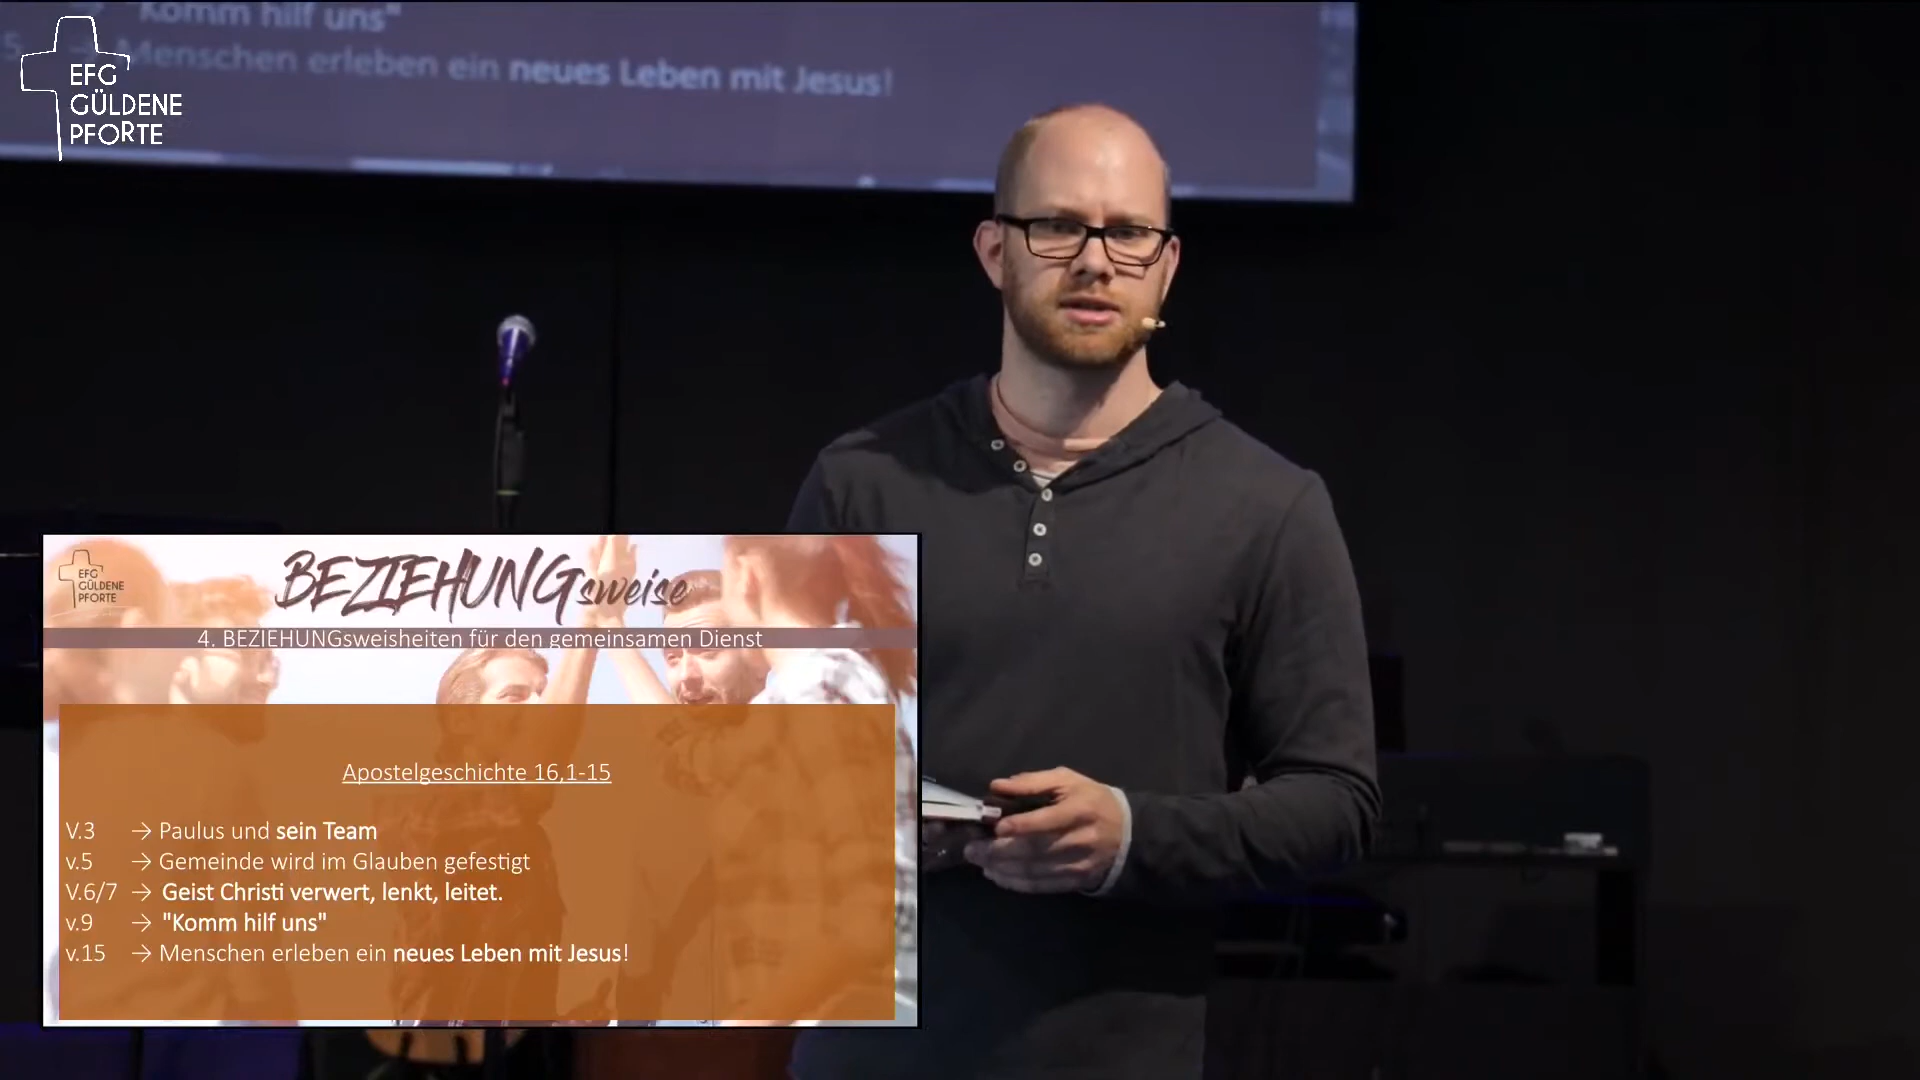 "Komm hilf uns"
5
Menschen erleben ein neues Leben mit Jesus!
EFG
GÜLDENE
PFORTE
EFG
GÜLDENE
PFORTE
BEZIEHUNGsweise
4. BEZIEHUNGsweisheiten für den gemeinsamen Dienst
Apostelgeschichte 16,1-15
V.3 → Paulus und sein Team
v.5 → Gemeinde wird im Glauben gefestigt
V.6/7 → Geist Christi verwert, lenkt, leitet.
v.9 → "Komm hilf uns"
v.15 → Menschen erleben ein neues Leben mit Jesus!